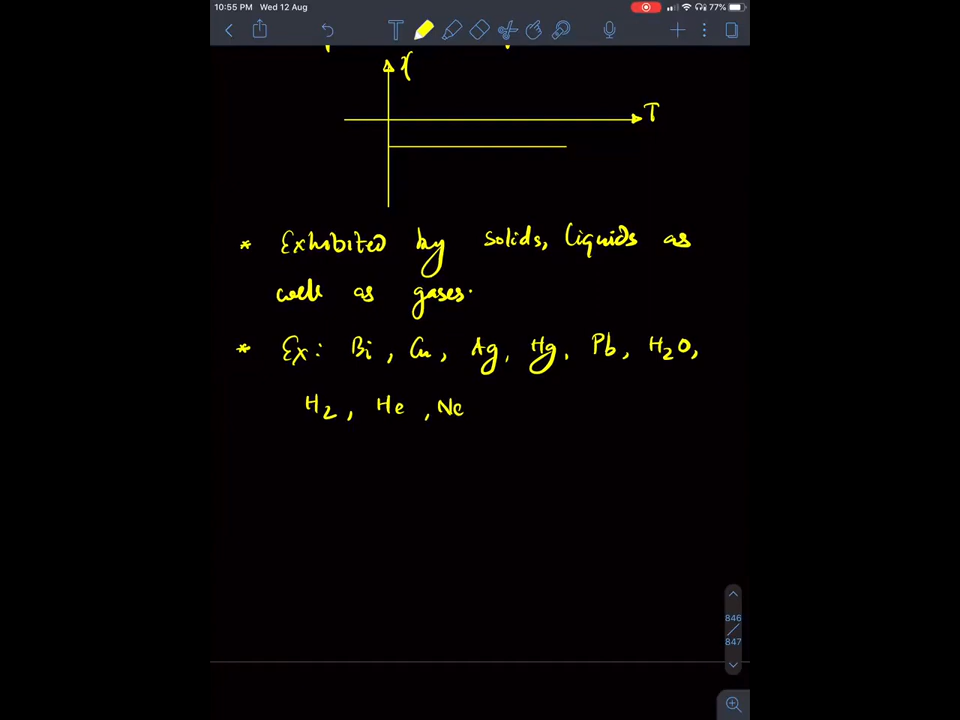 10:55 PM Wed 12 Aug
77%
T
χ
T
* Exhibited by solids, liquids as
well as gases.
* Ex: Bi, Cu, Ag, Hg, Pb, H₂O,
H₂, He, Ne
846
847